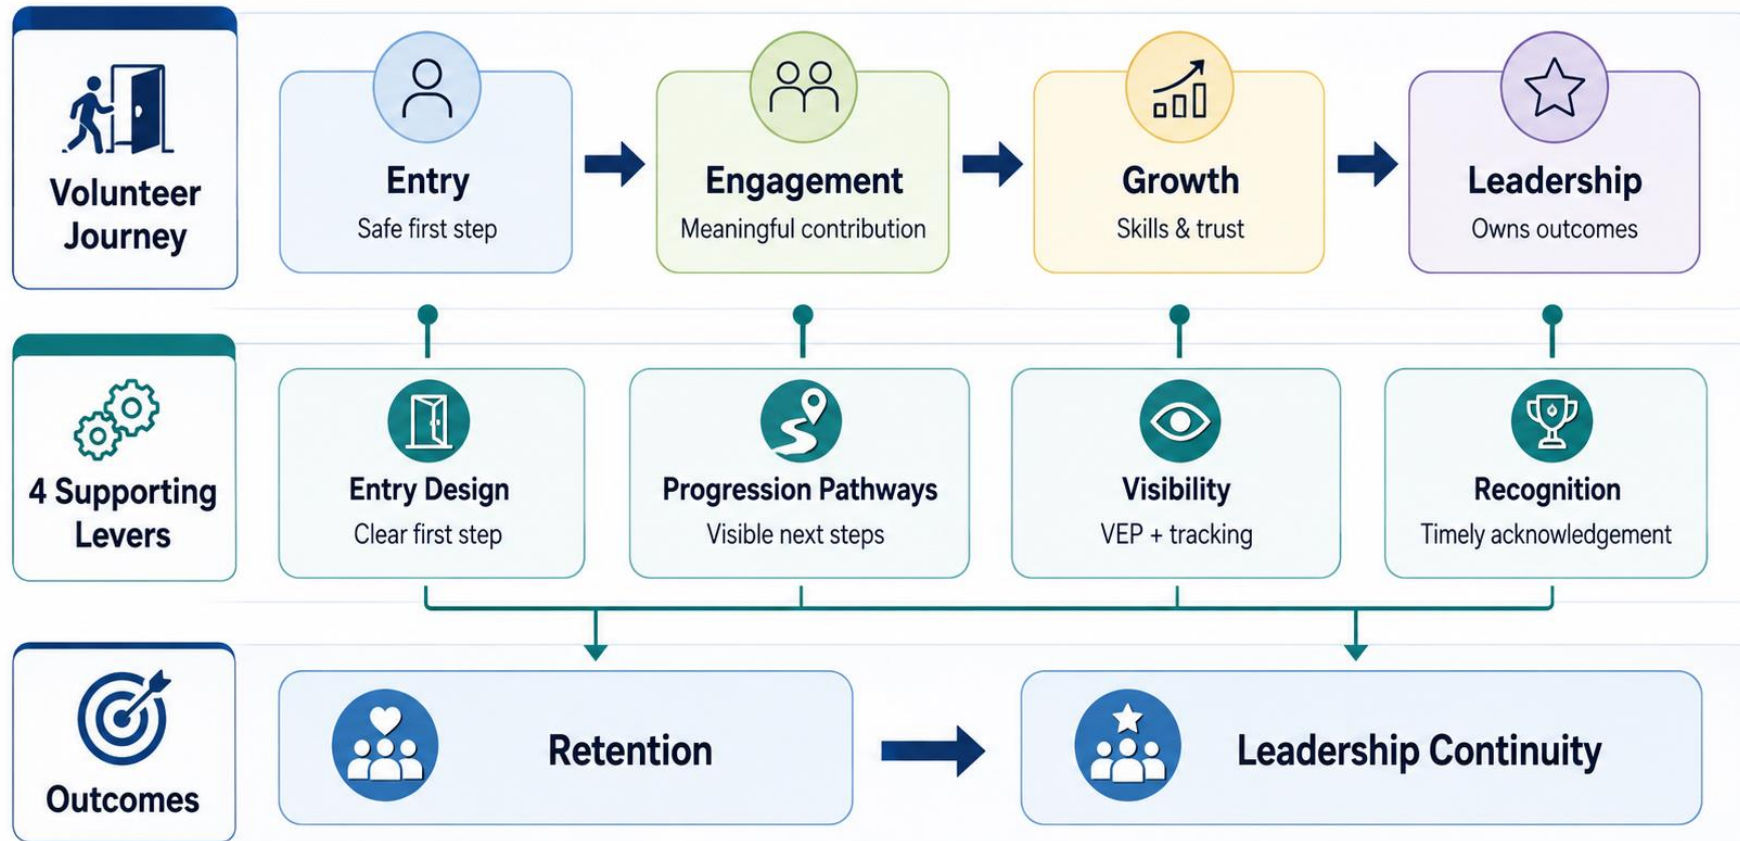 Volunteer
Journey
Entry
Safe first step
Engagement
Meaningful contribution
Growth
Skills & trust
Leadership
Owns outcomes
4 Supporting
Levers
Entry Design
Clear first step
Progression Pathways
Visible next steps
Visibility
VEP + tracking
Recognition
Timely acknowledgement
Outcomes
Retention
Leadership Continuity